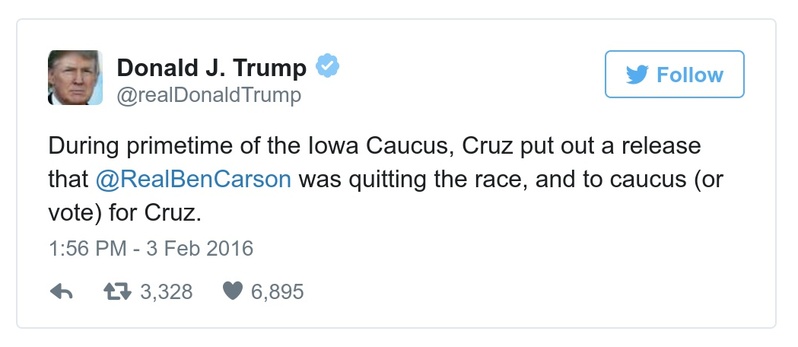 Donald J. Trump
@realDonaldTrump
Follow
During primetime of the Iowa Caucus, Cruz put out a release
that @RealBenCarson was quitting the race, and to caucus (or
vote) for Cruz.
1:56 PM - 3 Feb 2016
3,328 6,895